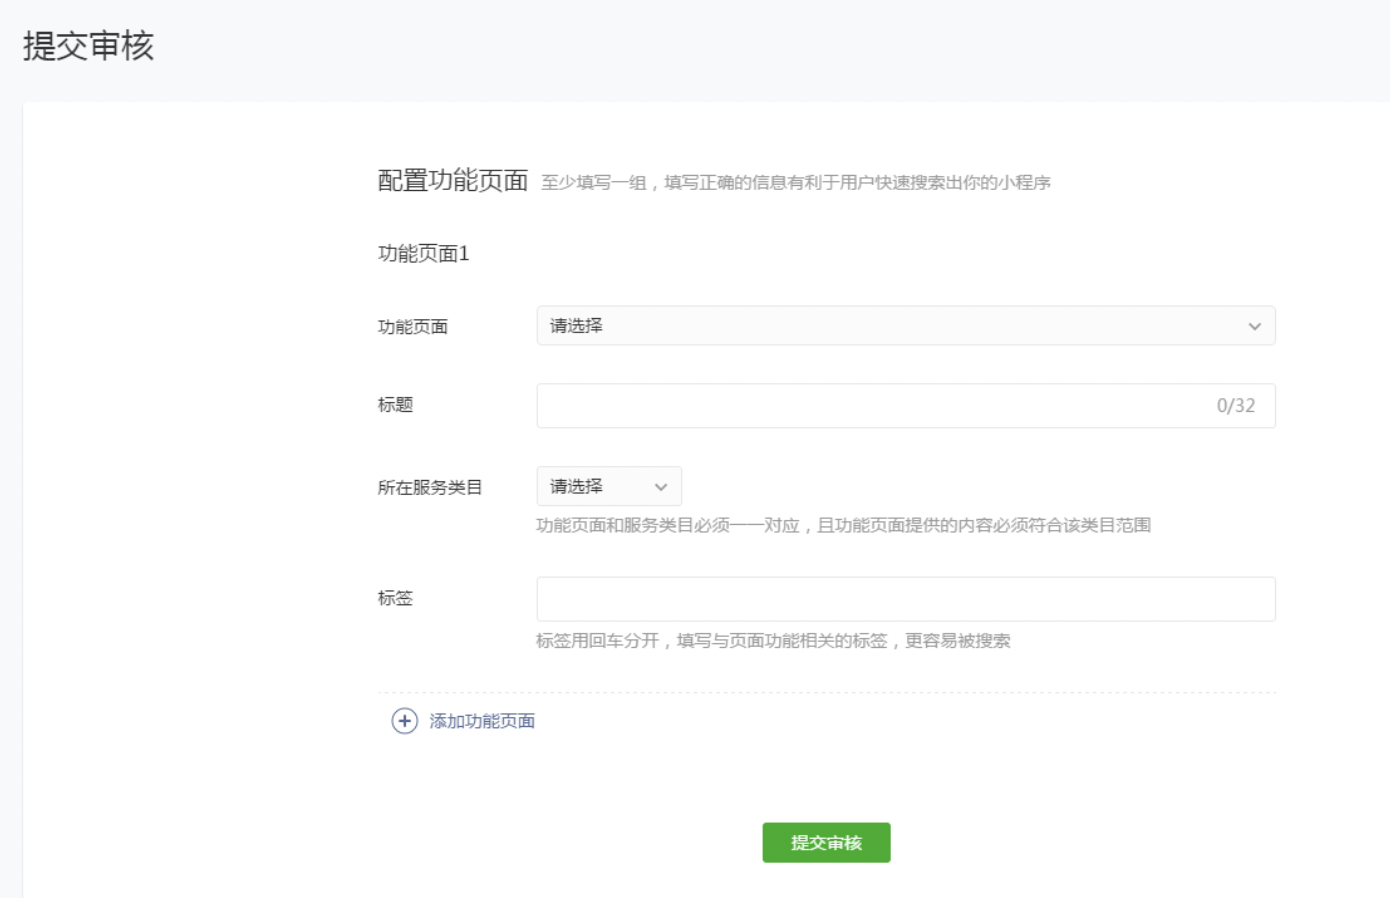 提交审核
配置功能页面 至少填写一组，填写正确的信息有利于用户快速搜索出你的小程序
功能页面1
功能页面 请选择
标题 0/32
所在服务类目 请选择
功能页面和服务类目必须一一对应，且功能页面提供的内容必须符合该类目范围
标签
标签用回车分开，填写与页面功能相关的标签，更容易被搜索
添加功能页面
提交审核